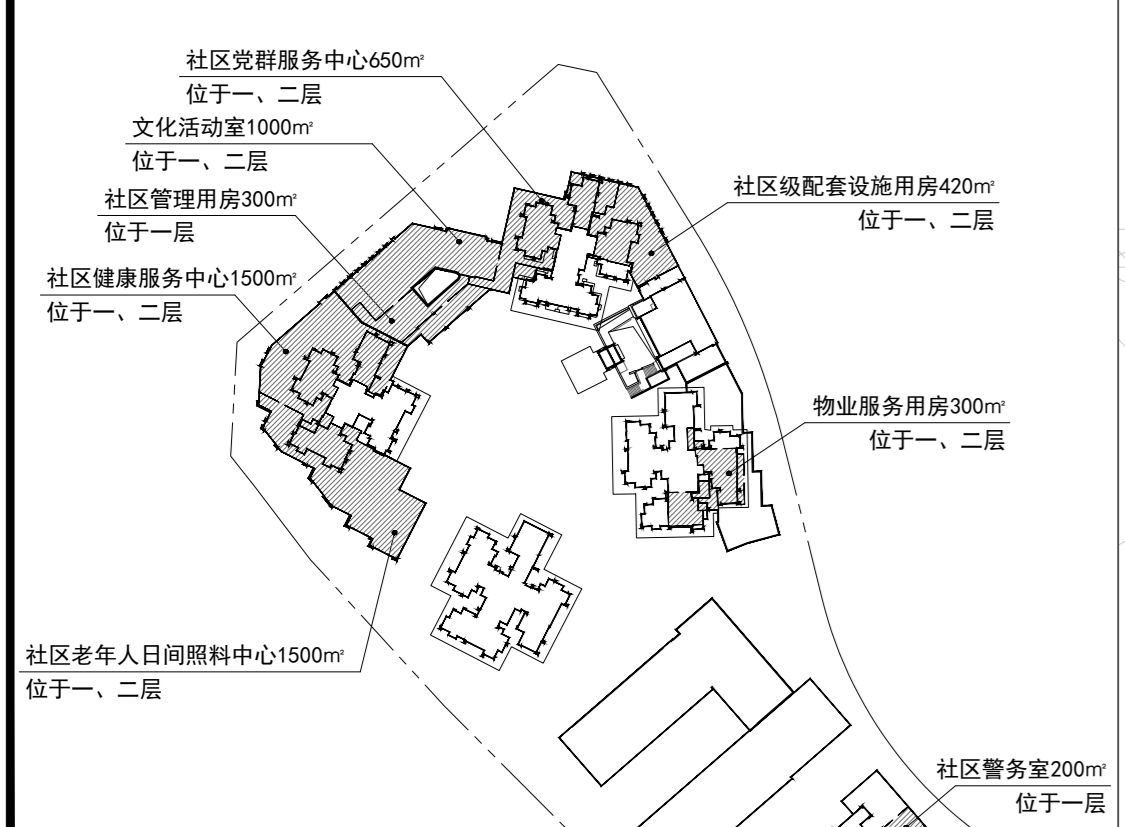 社区党群服务中心650㎡
位于一、二层
文化活动室1000㎡
位于一、二层
社区管理用房300㎡
位于一层
社区健康服务中心1500㎡
位于一、二层
社区级配套设施用房420㎡
位于一、二层
物业服务用房300㎡
位于一、二层
社区老年人日间照料中心1500㎡
位于一、二层
社区警务室200㎡
位于一层